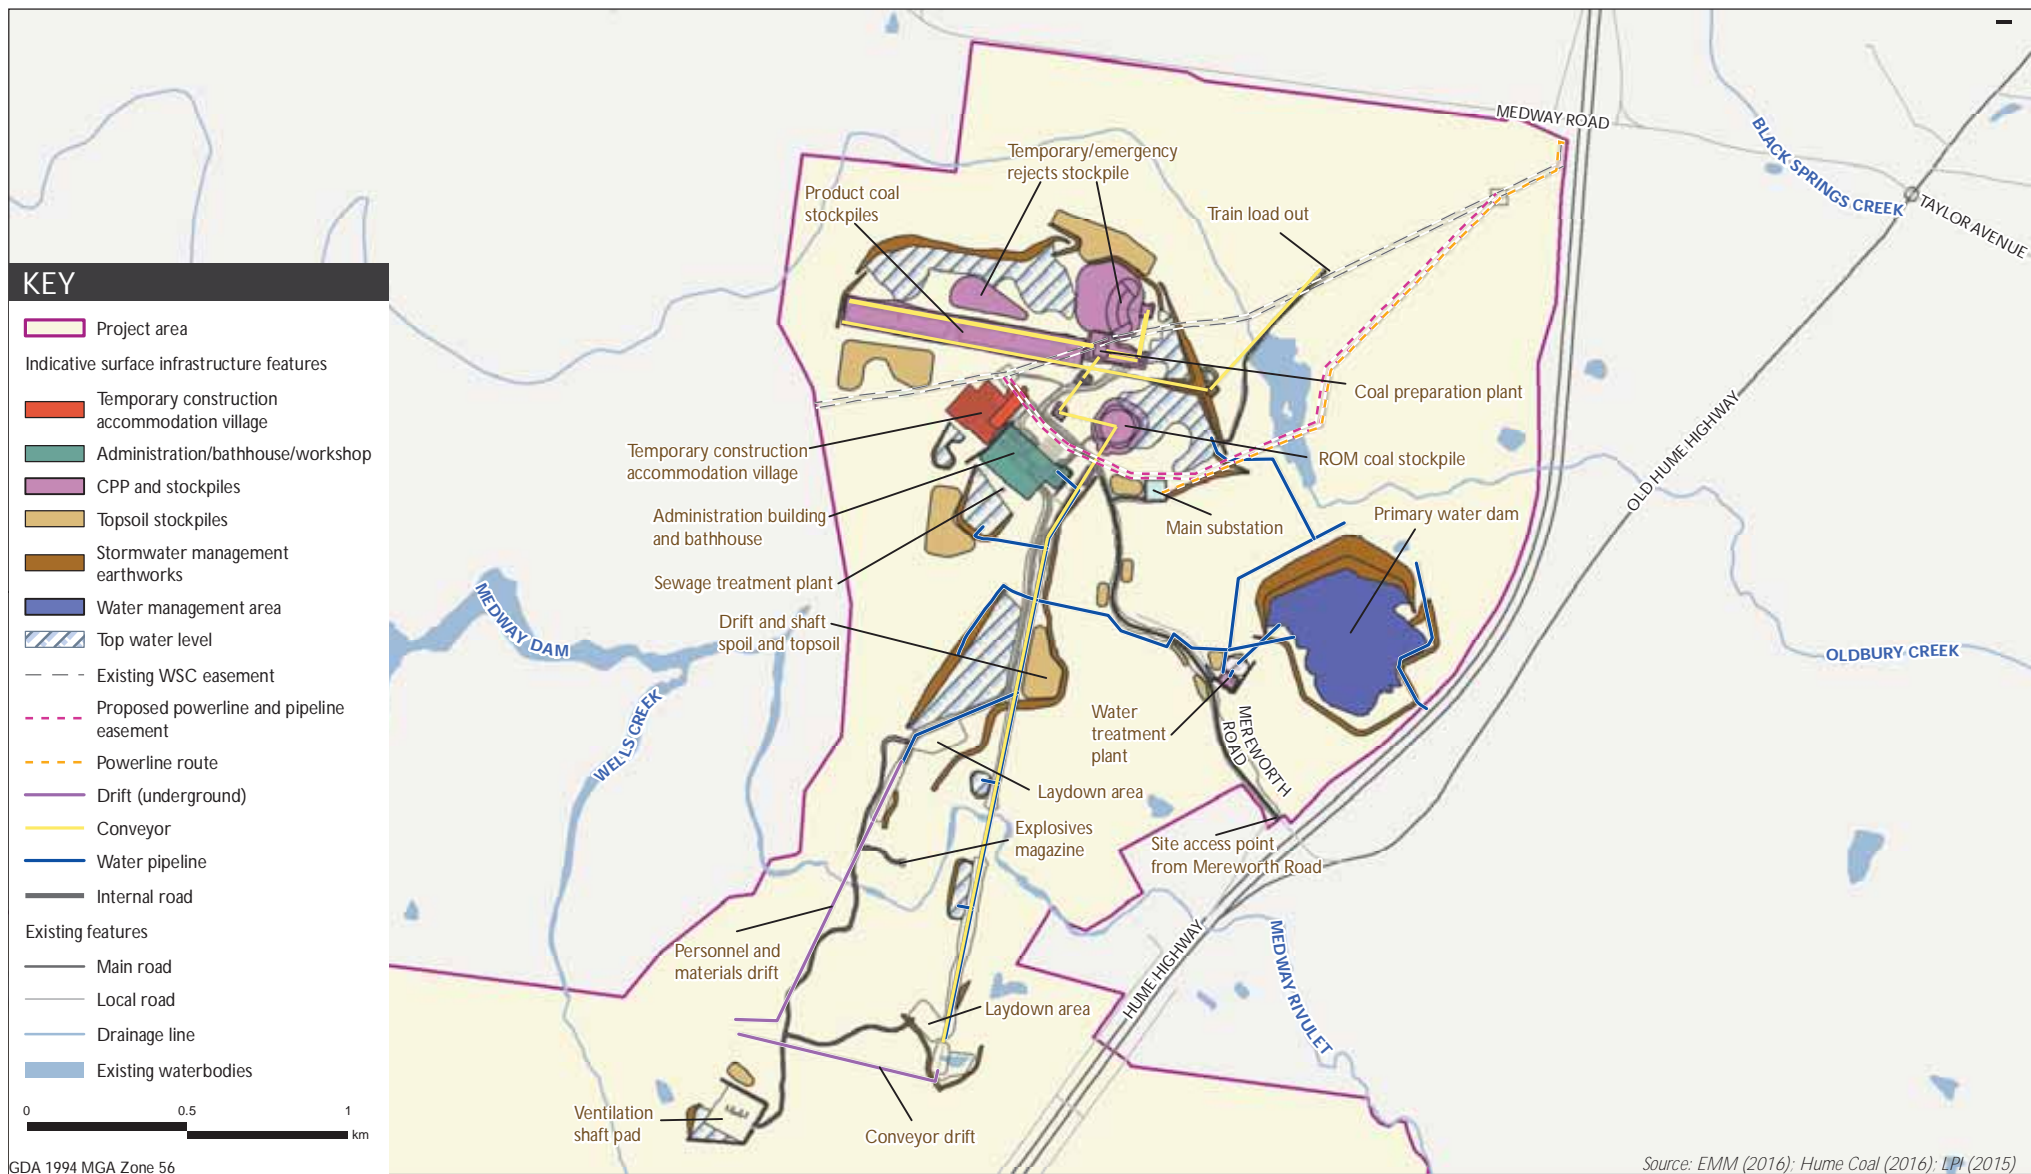 MEDWAY ROAD
BLACK SPRINGS CREEK
TAYLOR AVENUE
Temporary/emergency
rejects stockpile
Product coal
stockpiles
Train load out
KEY
Project area
Indicative surface infrastructure features
Temporary construction
accommodation village
Administration/bathhouse/workshop
CPP and stockpiles
Topsoil stockpiles
Stormwater management
earthworks
Water management area
Top water level
Existing WSC easement
Proposed powerline and pipeline
easement
Powerline route
Drift (underground)
Conveyor
Water pipeline
Internal road
Existing features
Main road
Local road
Drainage line
Existing waterbodies
0 0.5 1
km
GDA 1994 MGA Zone 56
Coal preparation plant
Temporary construction
accommodation village
ROM coal stockpile
OLD HUME HIGHWAY
Administration building
and bathhouse
Main substation
Primary water dam
Sewage treatment plant
MEDWAY DAM
Drift and shaft
spoil and topsoil
OLDBURY CREEK
WELLS CREEK
Water
treatment
plant
MEREWORTH
ROAD
Laydown area
Explosives
magazine
Site access point
from Mereworth Road
Personnel and
materials drift
HUME HIGHWAY
MEDWAY RIVULET
Laydown area
Ventilation
shaft pad
Conveyor drift
Source: EMM (2016); Hume Coal (2016); LPI (2015)